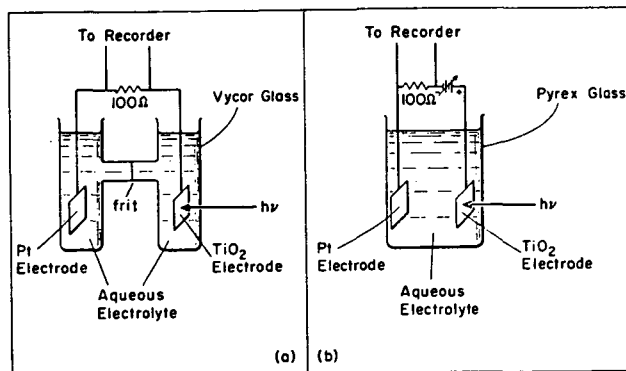 To Recorder
100Ω
Vycor Glass
frit
hν
Pt
Electrode
TiO2
Electrode
Aqueous
Electrolyte
(a)
To Recorder
100Ω
+
Pyrex Glass
hν
Pt
Electrode
TiO2
Electrode
Aqueous
Electrolyte
(b)